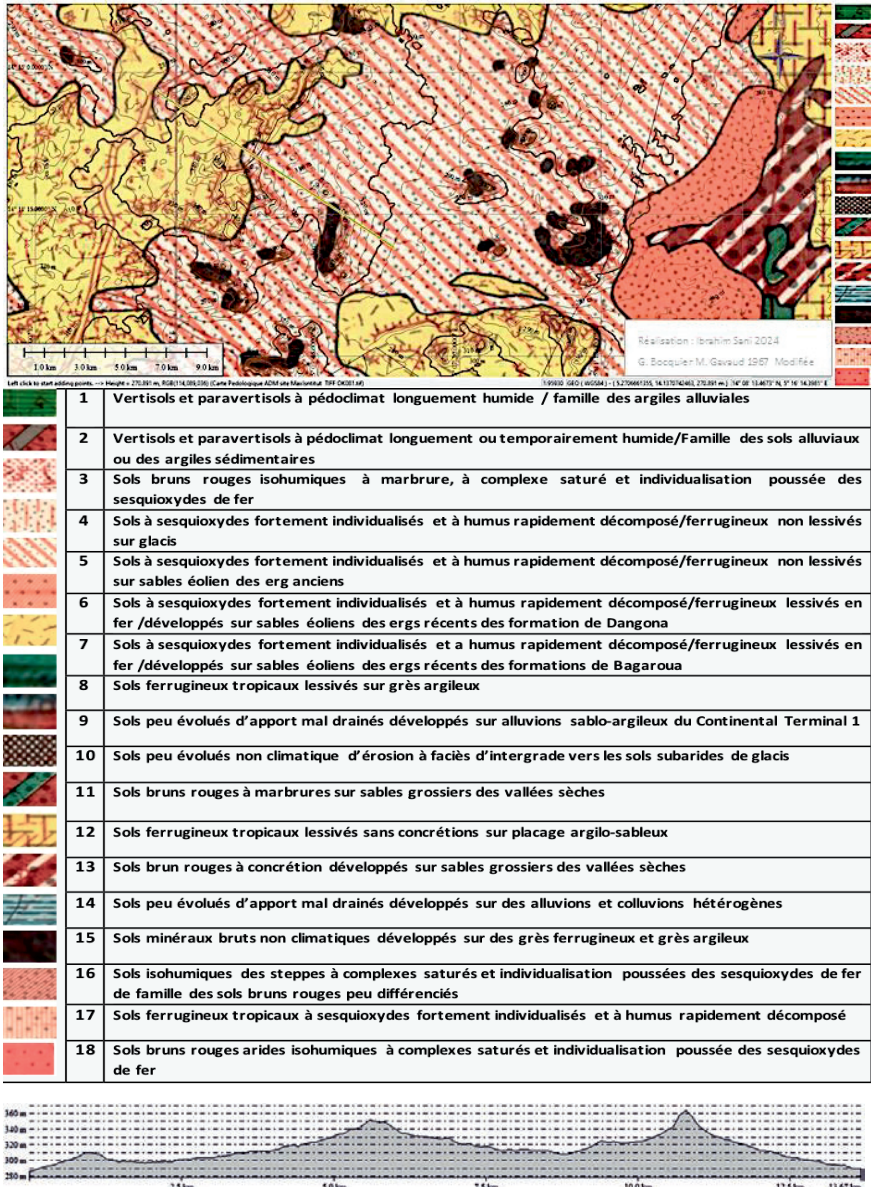 1.0 km 3.0 km 5.0 km 7.0 km 9.0 km
Réalisation : Ibrahim Sani 2024
G. Bocquier M. Gavaud 1967 Modifiée
1 Vertisols et paravertisols à pédoclimat longuement humide / famille des argiles alluviales
2 Vertisols et paravertisols à pédoclimat longuement ou temporairement humide/Famille des sols alluviaux
ou des argiles sédimentaires
3 Sols bruns rouges isohumiques à marbrure, à complexe saturé et individualisation poussée des
sesquioxydes de fer
4 Sols à sesquioxydes fortement individualisés et à humus rapidement décomposé/ferrugineux non lessivés
sur glacis
5 Sols à sesquioxydes fortement individualisés et à humus rapidement décomposé/ferrugineux non lessivés
sur sables éolien des erg anciens
6 Sols à sesquioxydes fortement individualisés et à humus rapidement décomposé/ferrugineux lessivés en
fer /développés sur sables éoliens des ergs récents des formation de Dangona
7 Sols à sesquioxydes fortement individualisés et a humus rapidement décomposé/ferrugineux lessivés en
fer /développés sur sables éoliens des ergs récents des formations de Bagaroua
8 Sols ferrugineux tropicaux lessivés sur grès argileux
9 Sols peu évolués d’apport mal drainés développés sur alluvions sablo-argileux du Continental Terminal 1
10 Sols peu évolués non climatique d’érosion à faciès d’intergrade vers les sols subarides de glacis
11 Sols bruns rouges à marbrures sur sables grossiers des vallées sèches
12 Sols ferrugineux tropicaux lessivés sans concrétions sur placage argilo-sableux
13 Sols brun rouges à concrétion développés sur sables grossiers des vallées sèches
14 Sols peu évolués d’apport mal drainés développés sur des alluvions et colluvions hétérogènes
15 Sols minéraux bruts non climatiques développés sur des grès ferrugineux et grès argileux
16 Sols isohumiques des steppes à complexes saturés et individualisation poussées des sesquioxydes de fer
de famille des sols bruns rouges peu différenciés
17 Sols ferrugineux tropicaux à sesquioxydes fortement individualisés et à humus rapidement décomposé
18 Sols bruns rouges arides isohumiques à complexes saturés et individualisation poussée des sesquioxydes
de fer
360 m
340 m
320 m
300 m
280 m